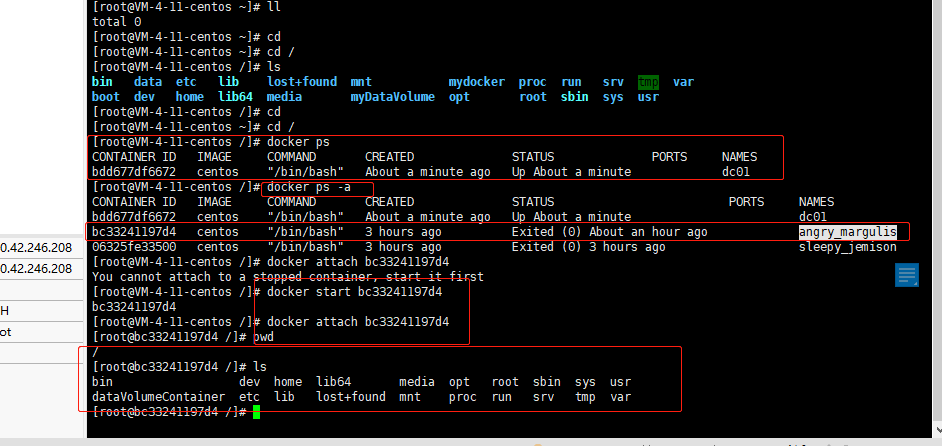 [root@VM-4-11-centos ~]# ll
total 0
[root@VM-4-11-centos ~]# cd
[root@VM-4-11-centos ~]# cd /
[root@VM-4-11-centos /]# ls
bin data etc lib lost+found mnt mydocker proc run srv tmp var
boot dev home lib64 media myDataVolume opt root sbin sys usr
[root@VM-4-11-centos /]# cd
[root@VM-4-11-centos ~]# cd /
[root@VM-4-11-centos /]# docker ps
CONTAINER ID IMAGE COMMAND CREATED STATUS PORTS NAMES
bdd677df6672 centos "/bin/bash" About a minute ago Up About a minute dc01
[root@VM-4-11-centos /]# docker ps -a
CONTAINER ID IMAGE COMMAND CREATED STATUS PORTS NAMES
bdd677df6672 centos "/bin/bash" About a minute ago Up About a minute dc01
bc33241197d4 centos "/bin/bash" 3 hours ago Exited (0) About an hour ago angry_margulis
06325fe33500 centos "/bin/bash" 3 hours ago Exited (0) 3 hours ago sleepy_jemison
[root@VM-4-11-centos /]# docker attach bc33241197d4
You cannot attach to a stopped container, start it first
[root@VM-4-11-centos /]# docker start bc33241197d4
bc33241197d4
[root@VM-4-11-centos /]# docker attach bc33241197d4
[root@bc33241197d4 /]# pwd
/
[root@bc33241197d4 /]# ls
bin dev home lib64 media opt root sbin sys usr
dataVolumeContainer etc lib lost+found mnt proc run srv tmp var
[root@bc33241197d4 /]#
0.42.246.208
0.42.246.208
H
ot